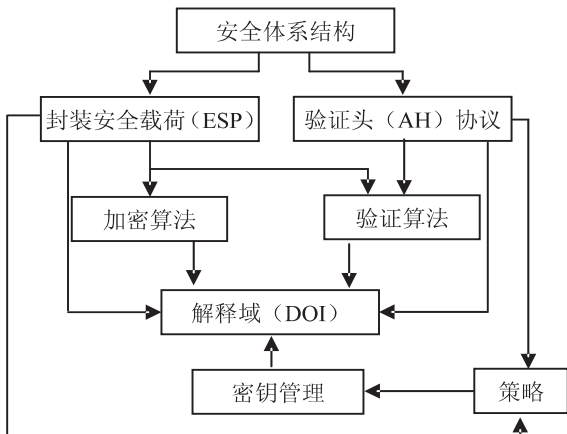 安全体系结构
封装安全载荷（ESP）
验证头（AH）协议
加密算法
验证算法
解释域（DOI）
密钥管理
策略